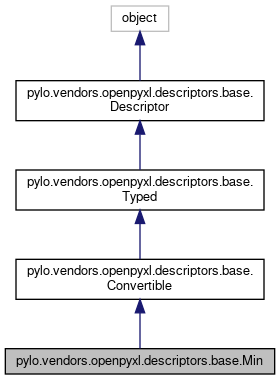 object
pylo.vendors.openpyxl.descriptors.base.
Descriptor
pylo.vendors.openpyxl.descriptors.base.
Typed
pylo.vendors.openpyxl.descriptors.base.
Convertible
pylo.vendors.openpyxl.descriptors.base.Min